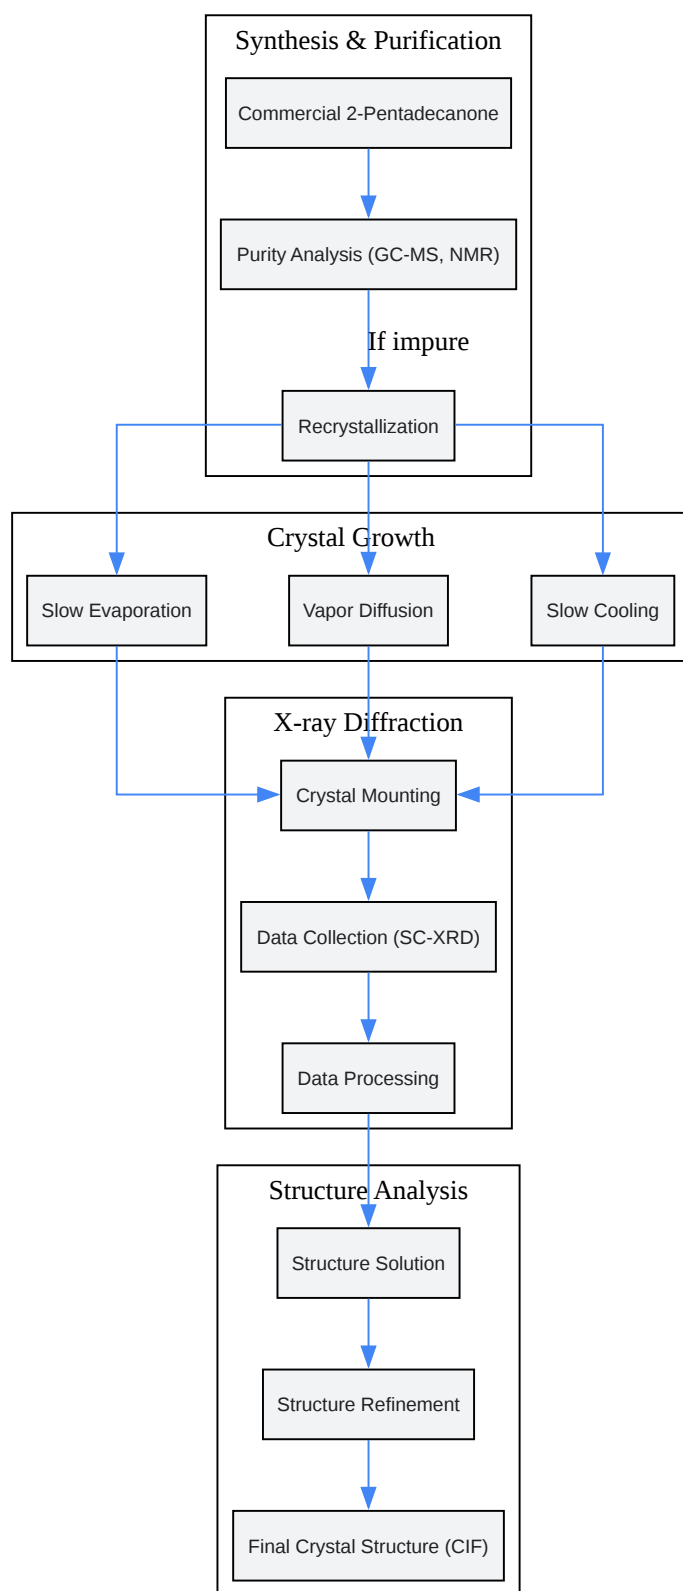 Synthesis & Purification
Commercial 2-Pentadecanone
Purity Analysis (GC-MS, NMR)
If impure
Recrystallization
Crystal Growth
Slow Evaporation
Vapor Diffusion
Slow Cooling
X-ray Diffraction
Crystal Mounting
Data Collection (SC-XRD)
Data Processing
Structure Analysis
Structure Solution
Structure Refinement
Final Crystal Structure (CIF)